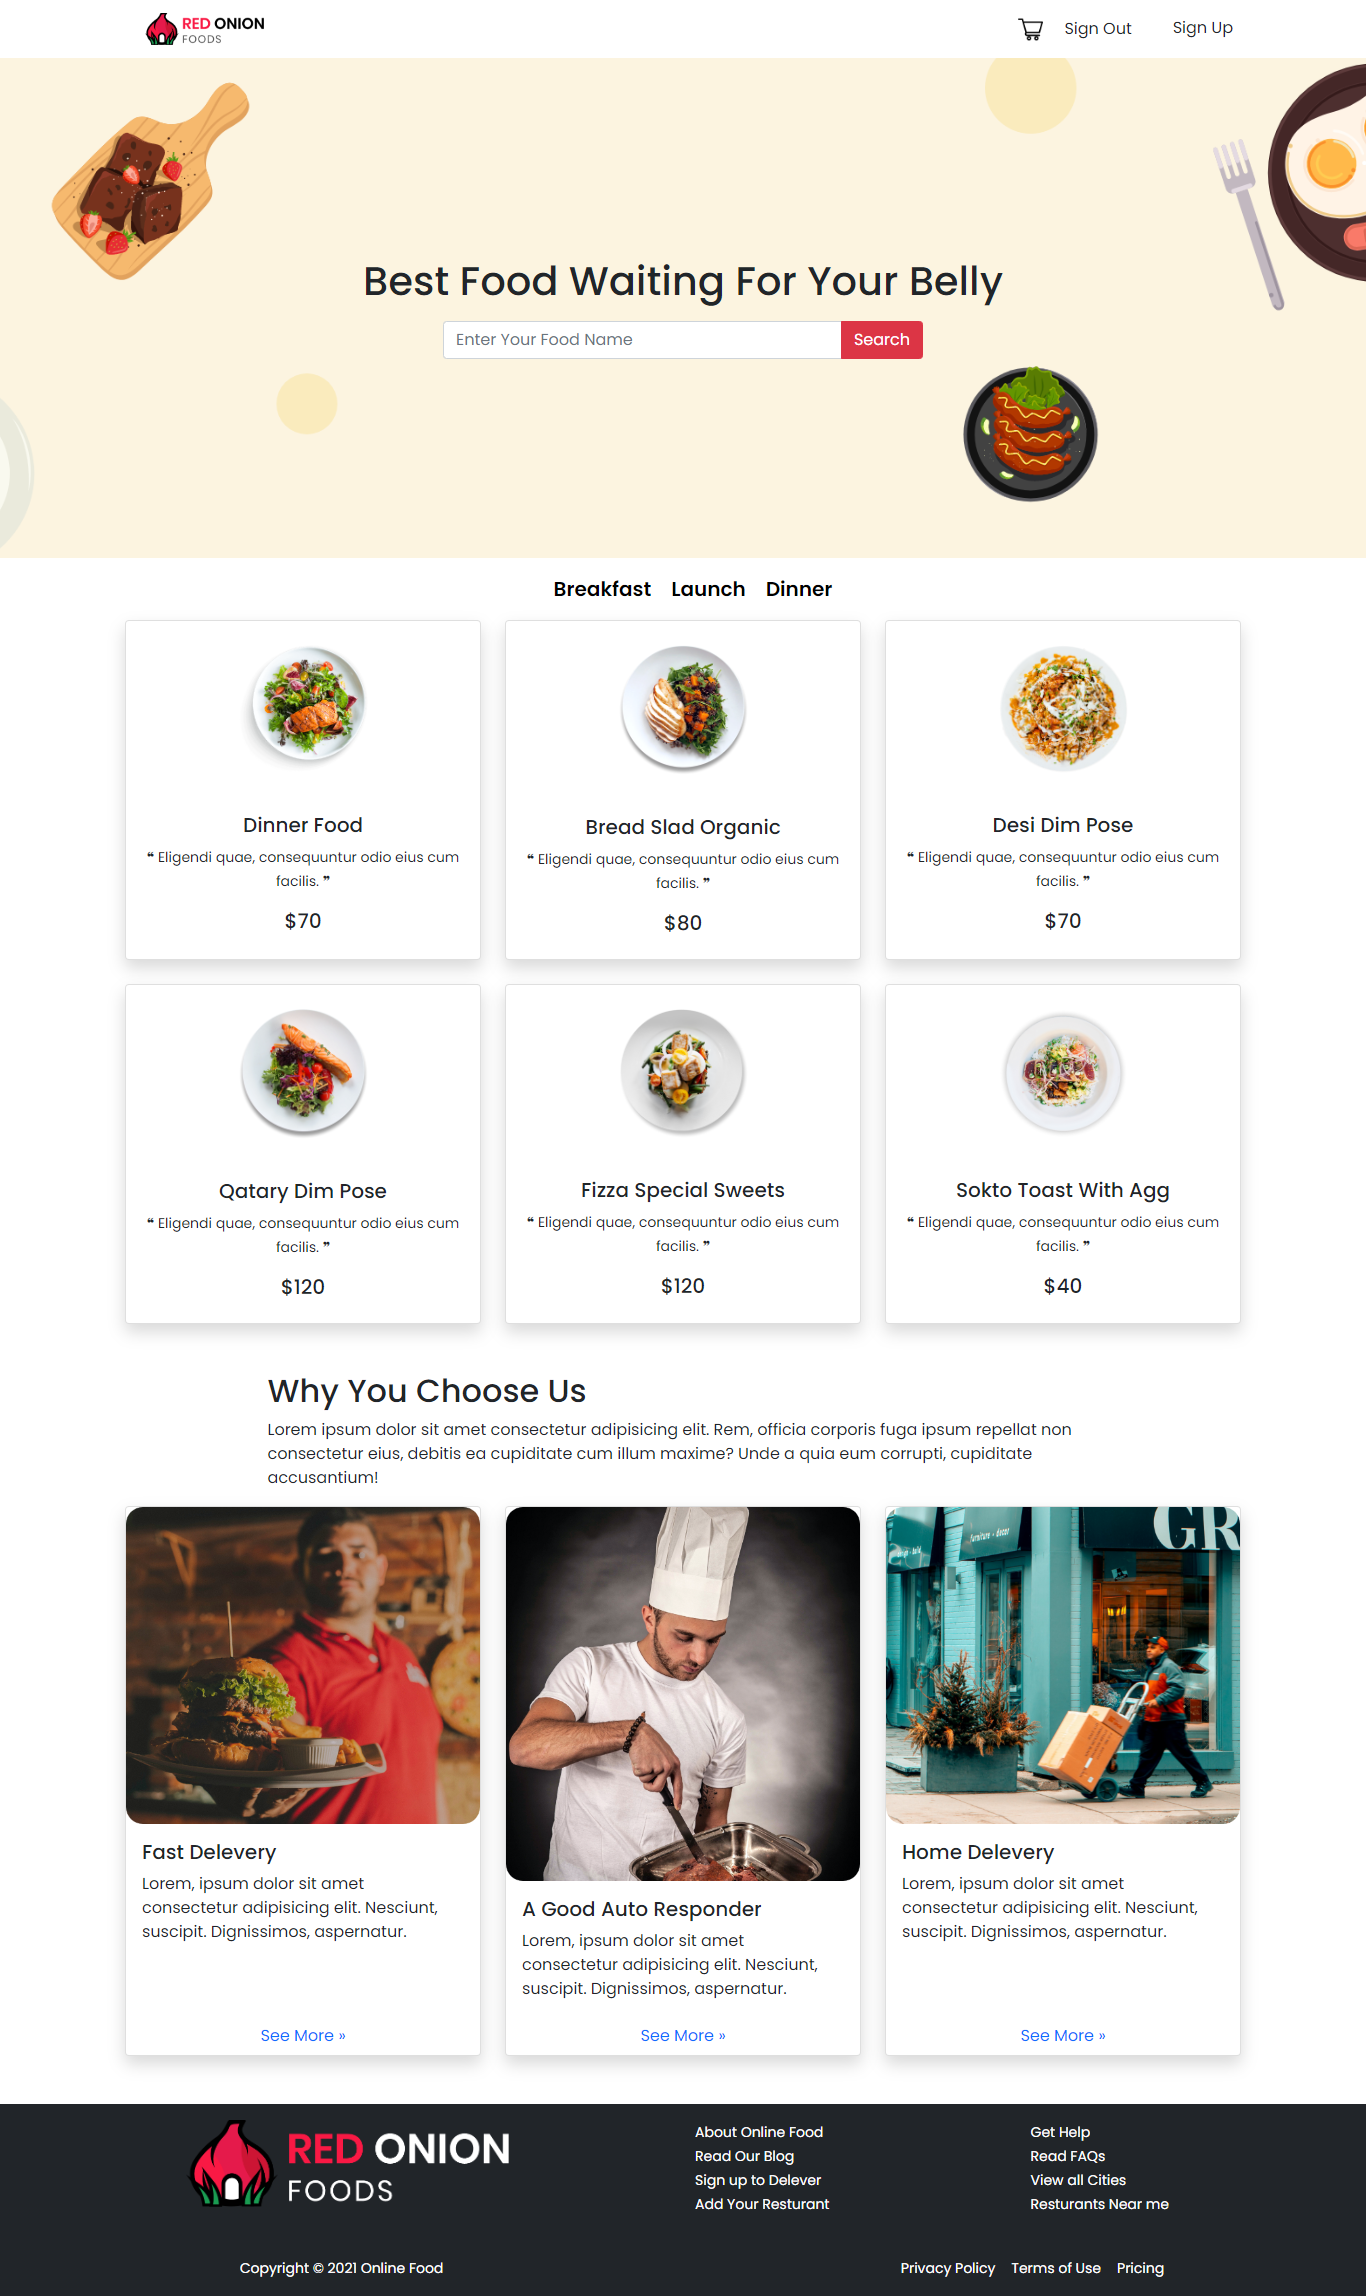 RED ONION
FOODS
Sign Out
Sign Up
Best Food Waiting For Your Belly
Enter Your Food Name
Search
Breakfast Launch Dinner
Dinner Food
❝ Eligendi quae, consequuntur odio eius cum
facilis. ❞
$70
Bread Slad Organic
❝ Eligendi quae, consequuntur odio eius cum
facilis. ❞
$80
Desi Dim Pose
❝ Eligendi quae, consequuntur odio eius cum
facilis. ❞
$70
Qatary Dim Pose
❝ Eligendi quae, consequuntur odio eius cum
facilis. ❞
$120
Fizza Special Sweets
❝ Eligendi quae, consequuntur odio eius cum
facilis. ❞
$120
Sokto Toast With Agg
❝ Eligendi quae, consequuntur odio eius cum
facilis. ❞
$40
Why You Choose Us
Lorem ipsum dolor sit amet consectetur adipisicing elit. Rem, officia corporis fuga ipsum repellat non
consectetur eius, debitis ea cupiditate cum illum maxime? Unde a quia eum corrupti, cupiditate
accusantium!
Fast Delevery
Lorem, ipsum dolor sit amet
consectetur adipisicing elit. Nesciunt,
suscipit. Dignissimos, aspernatur.
See More »
A Good Auto Responder
Lorem, ipsum dolor sit amet
consectetur adipisicing elit. Nesciunt,
suscipit. Dignissimos, aspernatur.
See More »
GR
furniture - decor
Home Delevery
Lorem, ipsum dolor sit amet
consectetur adipisicing elit. Nesciunt,
suscipit. Dignissimos, aspernatur.
See More »
RED ONION
FOODS
About Online Food
Read Our Blog
Sign up to Delever
Add Your Resturant
Get Help
Read FAQs
View all Cities
Resturants Near me
Copyright © 2021 Online Food
Privacy Policy Terms of Use Pricing